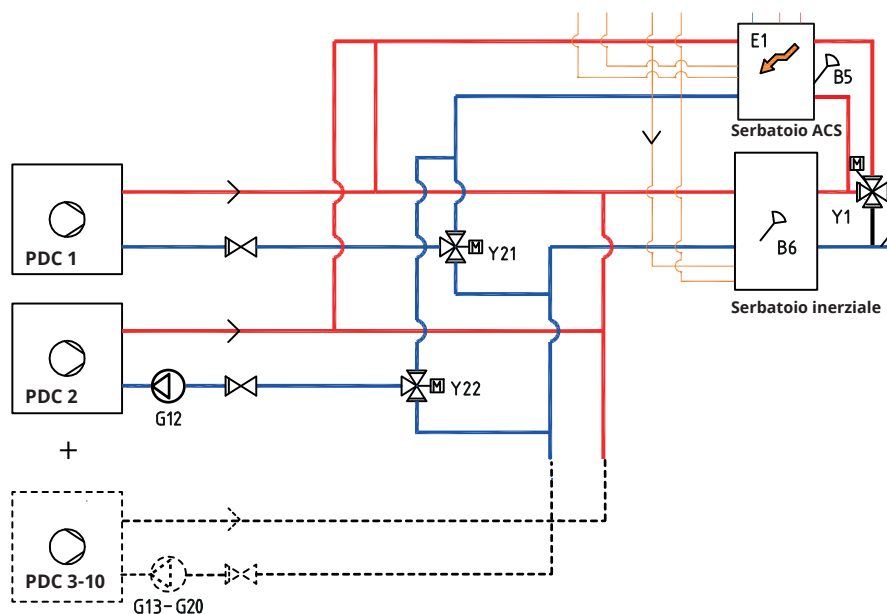 E1
B5
Serbatoio ACS
M
Y1
B6
Serbatoio inerziale
PDC 1
M
Y21
PDC 2
G12
M
Y22
+
PDC 3-10
G13-G20